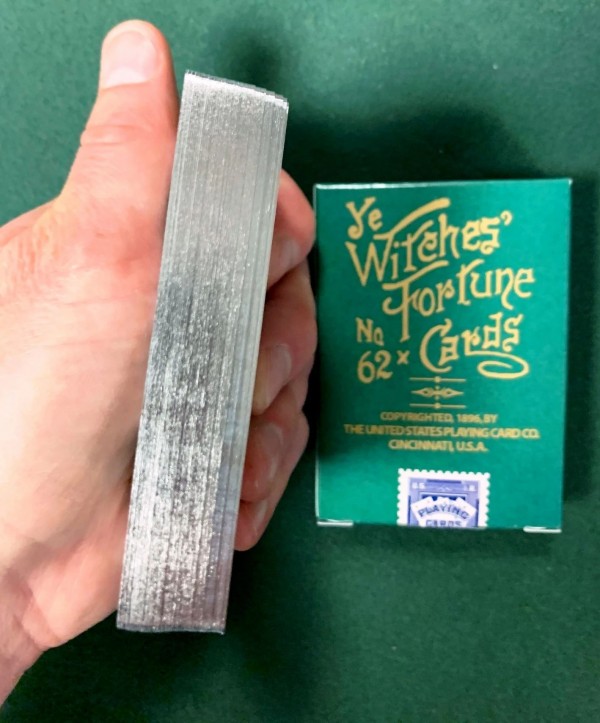 Ye
Witches'
Fortune
No Cards
62x
COPYRIGHTED, 1896, BY
THE UNITED STATES PLAYING CARD CO.
CINCINNATI, U.S.A.
PLAYING
CARDS